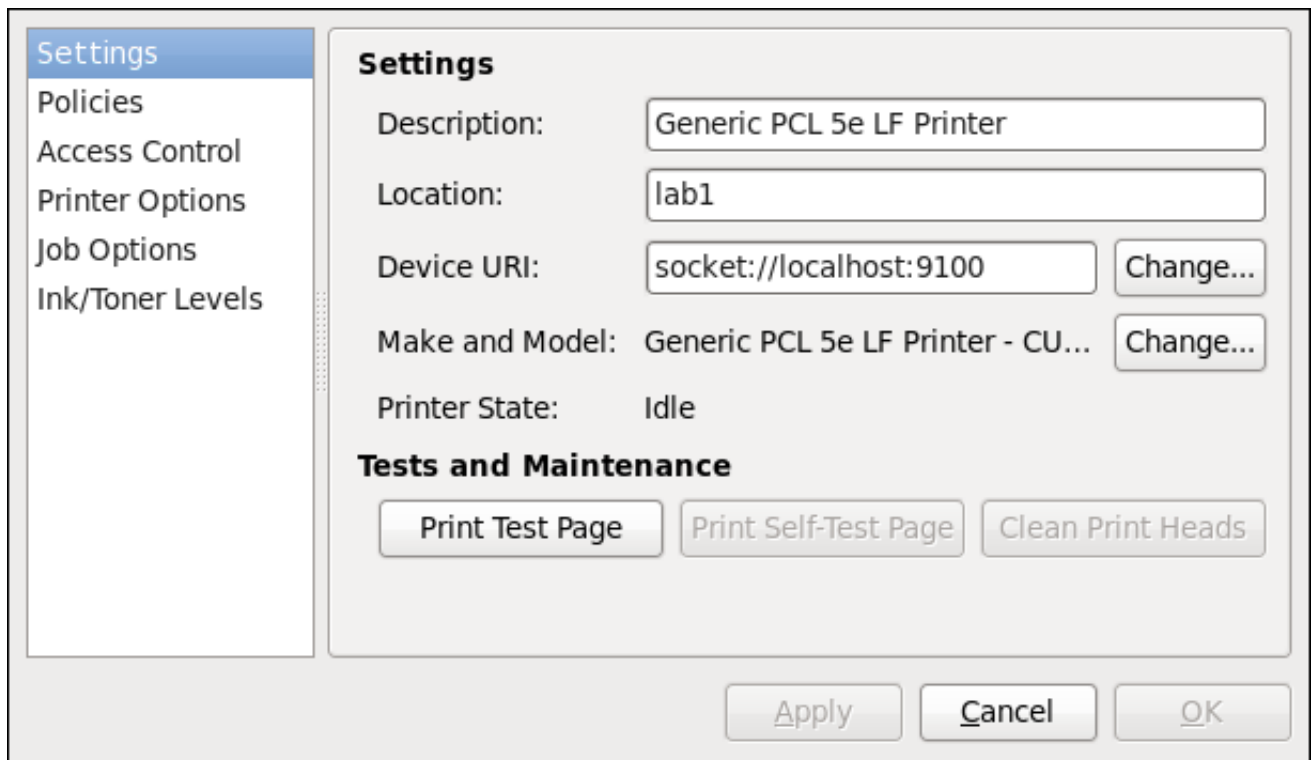 Settings
Policies
Access Control
Printer Options
Job Options
Ink/Toner Levels
Settings
Description: Generic PCL 5e LF Printer
Location: lab1
Device URI: socket://localhost:9100 Change...
Make and Model: Generic PCL 5e LF Printer - CU... Change...
Printer State: Idle
Tests and Maintenance
Print Test Page Print Self-Test Page Clean Print Heads
Apply Cancel OK